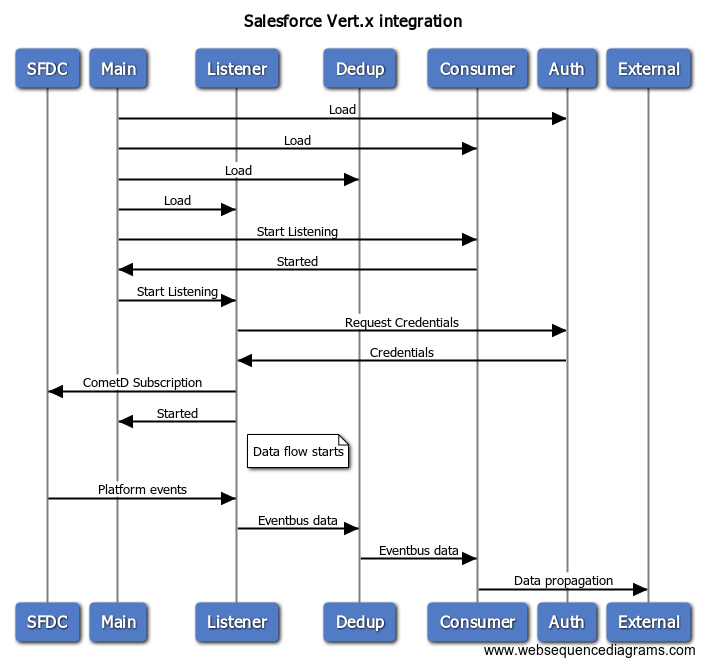 Salesforce Vert.x integration
SFDC Main Listener Dedup Consumer Auth External
Load
Load
Load
Load
Start Listening
Started
Start Listening
Request Credentials
Credentials
CometD Subscription
Started
Data flow starts
Platform events
Eventbus data
Eventbus data
Data propagation
SFDC Main Listener Dedup Consumer Auth External
www.websequencediagrams.com